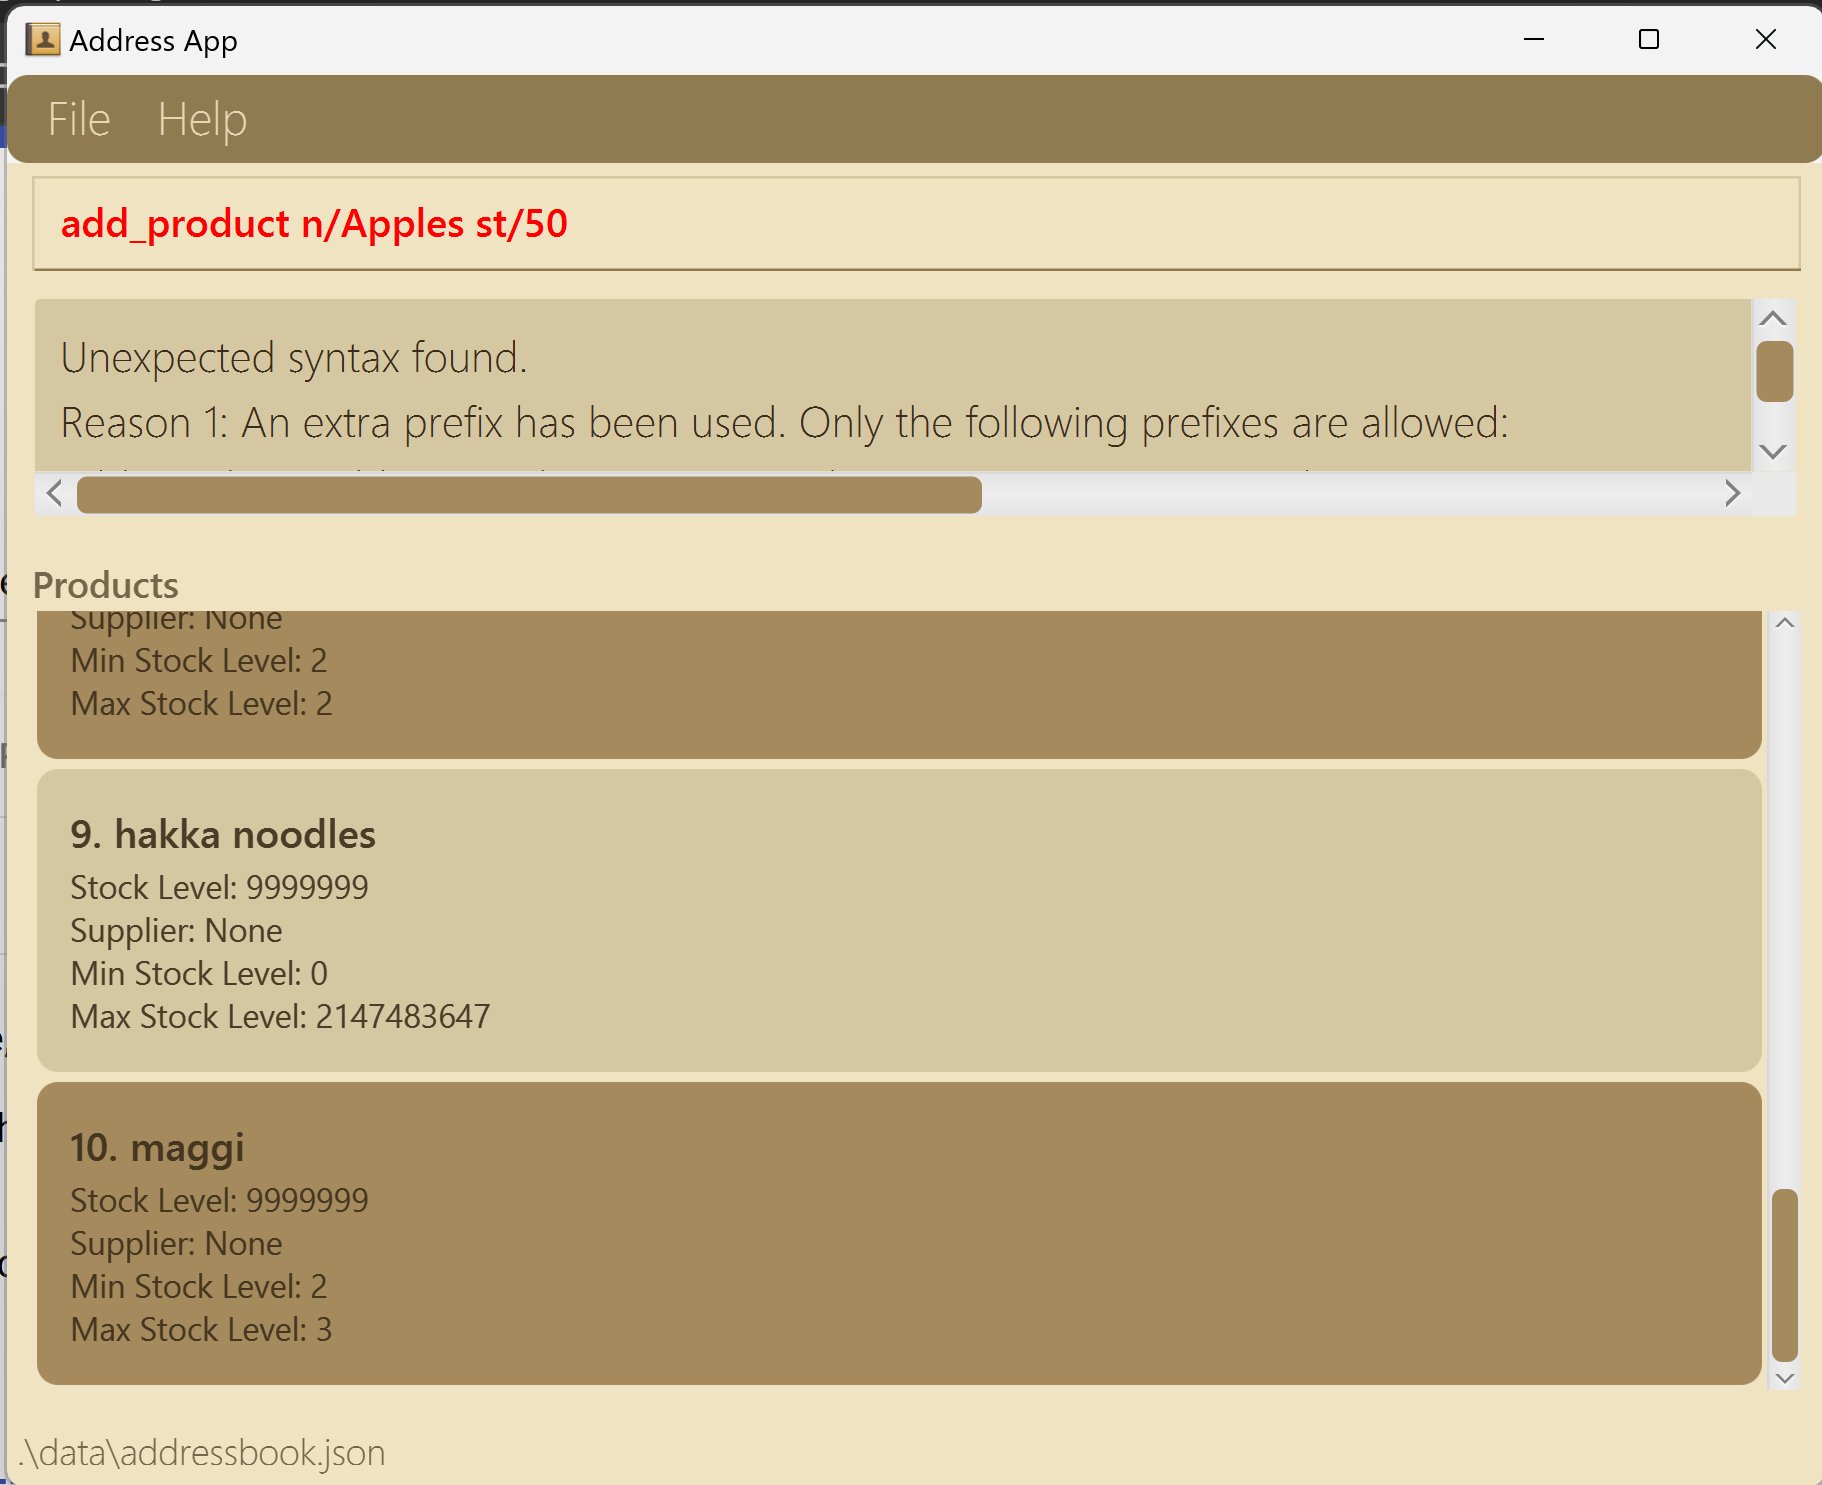 Address App
File Help
add_product n/Apples st/50
Unexpected syntax found.
Reason 1: An extra prefix has been used. Only the following prefixes are allowed:
Products
Supplier: None
Min Stock Level: 2
Max Stock Level: 2
9. hakka noodles
Stock Level: 9999999
Supplier: None
Min Stock Level: 0
Max Stock Level: 2147483647
10. maggi
Stock Level: 9999999
Supplier: None
Min Stock Level: 2
Max Stock Level: 3
.\data\addressbook.json